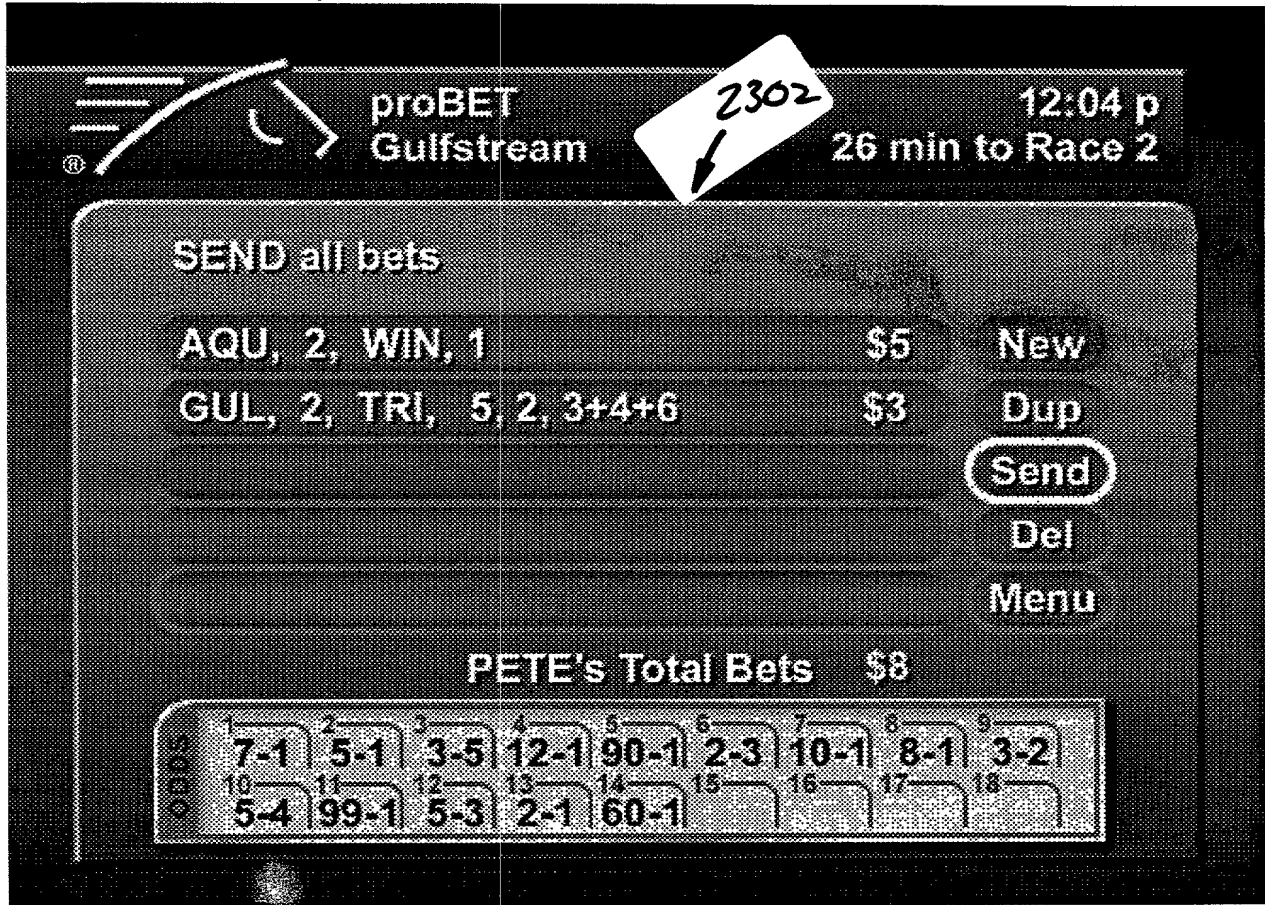 proBET
Gulfstream
2302
12:04 p
26 min to Race 2
®
SEND all bets
AQU, 2, WIN, 1 $5 New
GUL, 2, TRI, 5, 2, 3+4+6 $3 Dup
Send
Del
Menu
PETE's Total Bets $8
ODDS
1 2 3 4 5 6 7 8 9
7-1 5-1 3-5 12-1 90-1 2-3 10-1 8-1 3-2
10 11 12 13 14 15 16 17 18
5-4 99-1 5-3 2-1 60-1